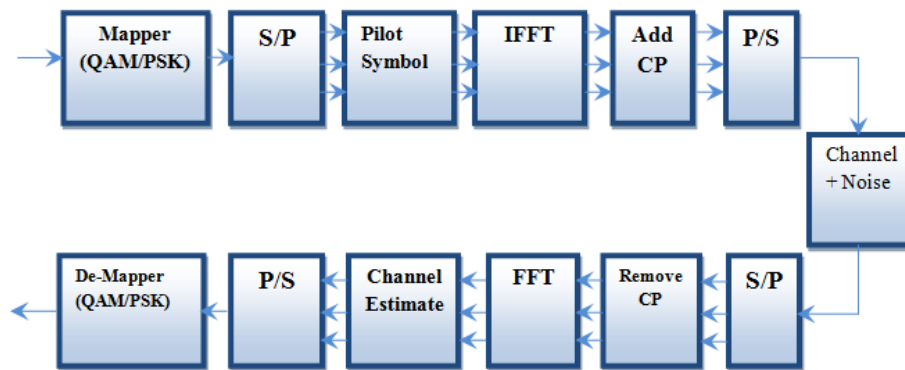 Mapper
(QAM/PSK)
S/P
Pilot
Symbol
IFFT
Add
CP
P/S
Channel
+ Noise
De-Mapper
(QAM/PSK)
P/S
Channel
Estimate
FFT
Remove
CP
S/P